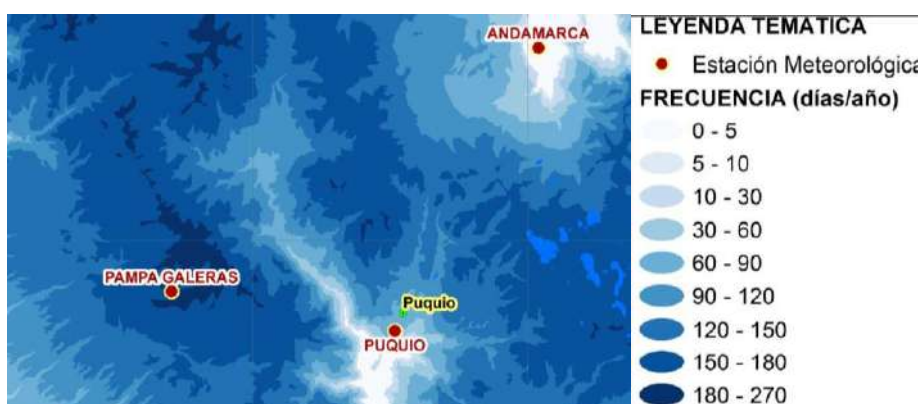 ANDAMARCA
PAMPA GALERAS
Puquio
PUQUIO
LEYENDA TEMÁTICA
Estación Meteorológica
FRECUENCIA (días/año)
0 - 5
5 - 10
10 - 30
30 - 60
60 - 90
90 - 120
120 - 150
150 - 180
180 - 270